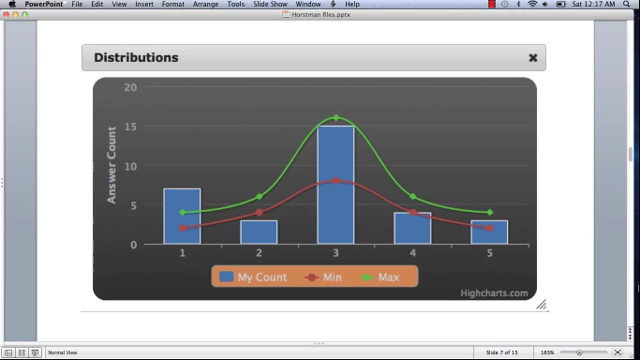 PowerPoint File Edit View Insert Format Arrange Tools Slide Show Window Help Sat 12:17 AM
Horstman files.pptx
Distributions
20
15
10
5
0
Answer Count
1 2 3 4 5
My Count Min Max
Highcharts.com
Normal View Slide 7 of 15 183%